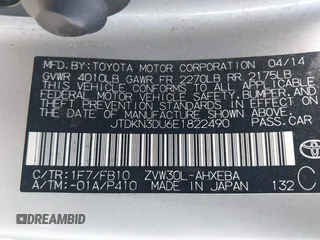 MFD. BY: TOYOTA MOTOR CORPORATION 04/14
GVWR 4010LB GAWR FR 2270LB RR 2175LB
THIS VEHICLE CONFORMS TO ALL APPLICABLE
FEDERAL MOTOR VEHICLE SAFETY, BUMPER, AND
THEFT PREVENTION STANDARDS IN EFFECT ON
THE DATE OF MANUFACTURE SHOWN ABOVE.
JTDKN3DU6E1822490 PASS. CAR
C/TR: 1F7/FB10 ZVW30L-AHXEBA
A/TM: -01A/P410 MADE IN JAPAN 132 C
DREAMBID